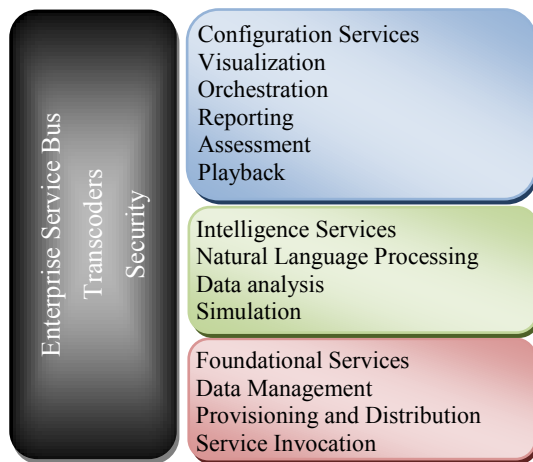 Enterprise Service Bus
Transcoders
Security
Configuration Services
Visualization
Orchestration
Reporting
Assessment
Playback
Intelligence Services
Natural Language Processing
Data analysis
Simulation
Foundational Services
Data Management
Provisioning and Distribution
Service Invocation